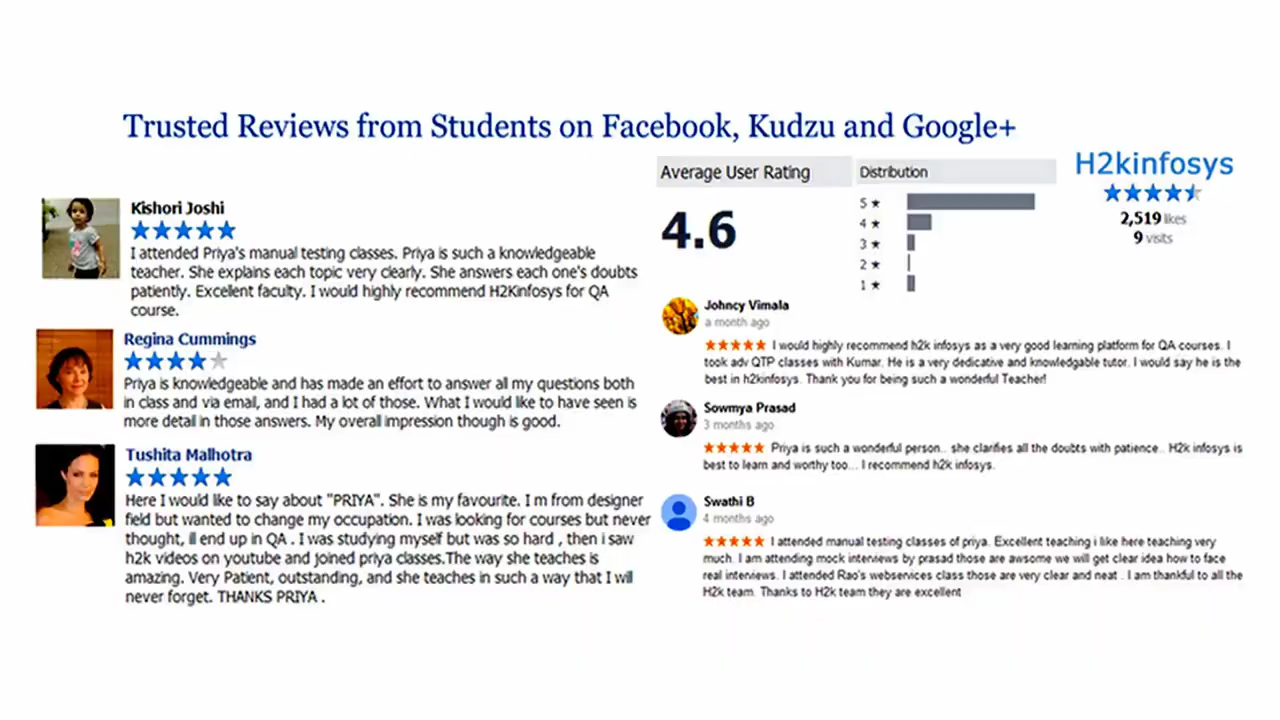 Trusted Reviews from Students on Facebook, Kudzu and Google+
Kishori Joshi
I attended Priya's manual testing classes. Priya is such a knowledgeable
teacher. She explains each topic very clearly. She answers each one's doubts
patiently. Excellent faculty. I would highly recommend H2Kinfosys for QA
course.
Regina Cummings
Priya is knowledgeable and has made an effort to answer all my questions both
in class and via email, and I had a lot of those. What I would like to have seen is
more detail in those answers. My overall impression though is good.
Tushita Malhotra
Here I would like to say about "PRIYA". She is my favourite. I m from designer
field but wanted to change my occupation. I was looking for courses but never
thought, ill end up in QA . I was studying myself but was so hard , then i saw
h2k videos on youtube and joined priya classes.The way she teaches is
amazing. Very Patient, outstanding, and she teaches in such a way that I will
never forget. THANKS PRIYA .
Average User Rating
4.6
Distribution
5 ★
4 ★
3 ★
2 ★
1 ★
H2kinfosys
2,519 likes
9 visits
Johncy Vimala
a month ago
I would highly recommend h2k infosys as a very good learning platform for QA courses. I
took adv QTP classes with Kumar. He is a very dedicative and knowledgable tutor. I would say he is the
best in h2kinfosys. Thank you for being such a wonderful Teacher!
Sowmya Prasad
3 months ago
Priya is such a wonderful person.. she clarifies all the doubts with patience.. H2k infosys is
best to learn and worthy too... I recommend h2k infosys.
Swathi B
4 months ago
I attended manual testing classes of priya. Excellent teaching i like here teaching very
much. I am attending mock interviews by prasad those are awsome we will get clear idea how to face
real interviews. I attended Rao's webservices class those are very clear and neat . I am thankful to all the
H2k team. Thanks to H2k team they are excellent